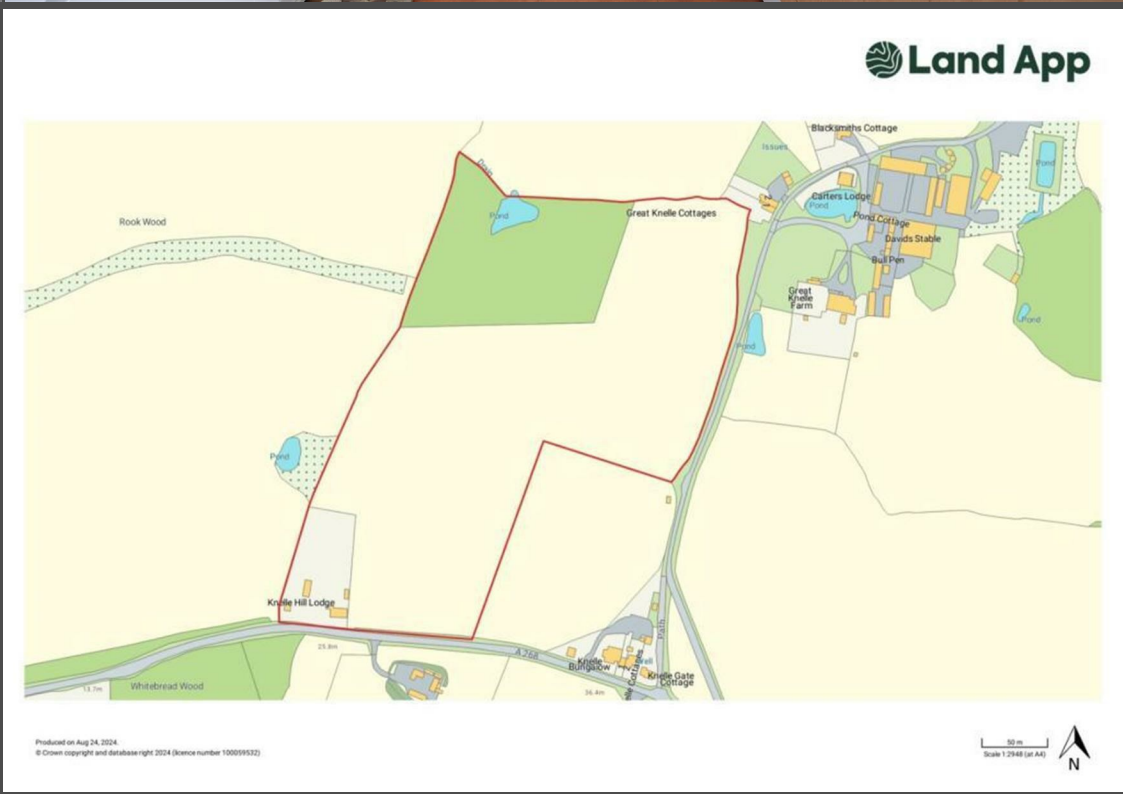 Land App
Blacksmiths Cottage
Issues
Pond
Drain
Carters Lodge
Pond
Rook Wood
Pond
Great Knelle Cottages
Pond Cottage
Davids Stable
Bull Pen
Great
Knelle
Farm
Pond
Pond
Pond
Knelle Hill Lodge
25.8m
A 268
Path
Knelle
Bungalow
Knelle Gate
Cottage
Whitebread Wood
13.7m
36.4m
Produced on Aug 24, 2024.
© Crown copyright and database right 2024 (licence number 100059532)
50 m
Scale 1:2948 (at A4)
N